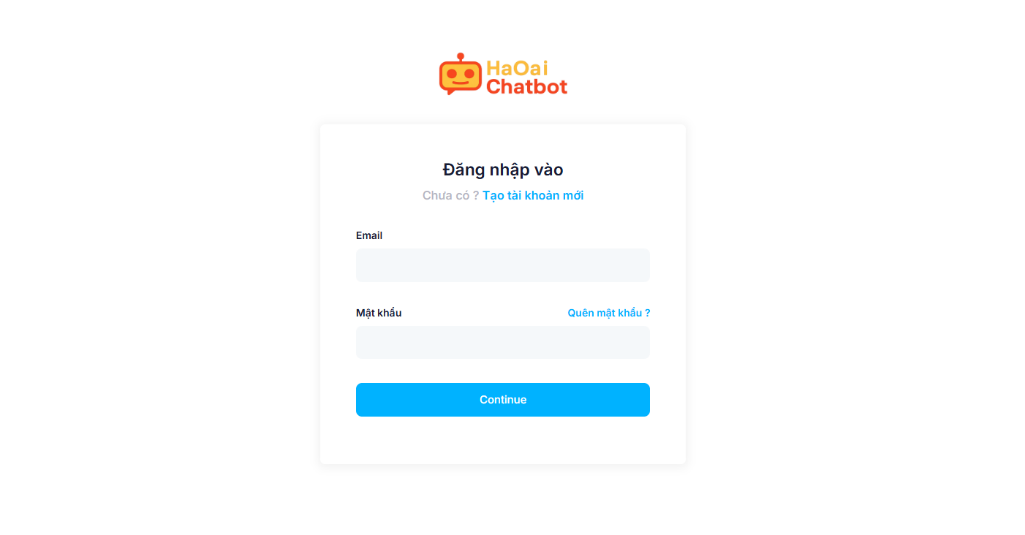 HaOai
Chatbot
Đăng nhập vào
Chưa có ? Tạo tài khoản mới
Email
Mật khẩu
Quên mật khẩu ?
Continue